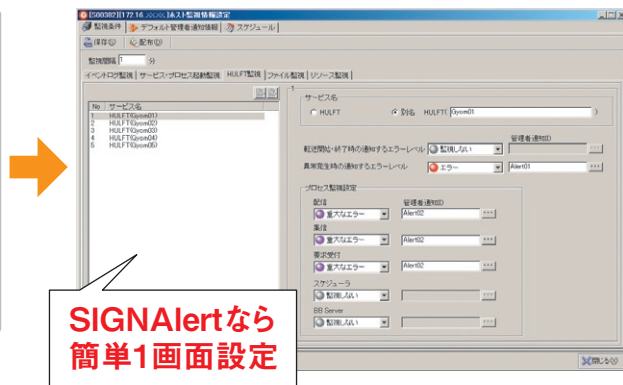 [S00302][172.16.XXX.XX]ホスト監視情報設定
監視条件 デフォルト管理者通知情報 スケジュール
保存(S) 配布(D)
監視間隔 1 分
イベントログ監視 サービス・プロセス起動監視 HULFT監視 ファイル監視 リソース監視
No サービス名
1 HULFT(Gyom01)
2 HULFT(Gyom02)
3 HULFT(Gyom03)
4 HULFT(Gyom04)
5 HULFT(Gyom05)
1
サービス名
HULFT 別名 HULFT( Gyom01 )
管理者通知ID
転送開始・終了時の通知するエラーレベル 監視しない ...
異常発生時の通知するエラーレベル エラー Alert01 ...
プロセス監視設定
配信 管理者通知ID
重大なエラー Alert02 ...
集信
重大なエラー Alert02 ...
要求受付
重大なエラー Alert02 ...
スケジューラ
監視しない ...
BB Server
監視しない ...
SIGNAlertなら
簡単1画面設定
閉じる(X)